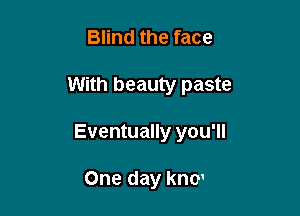 Blind the face
With beauty paste
Eventually you'll
One day kno